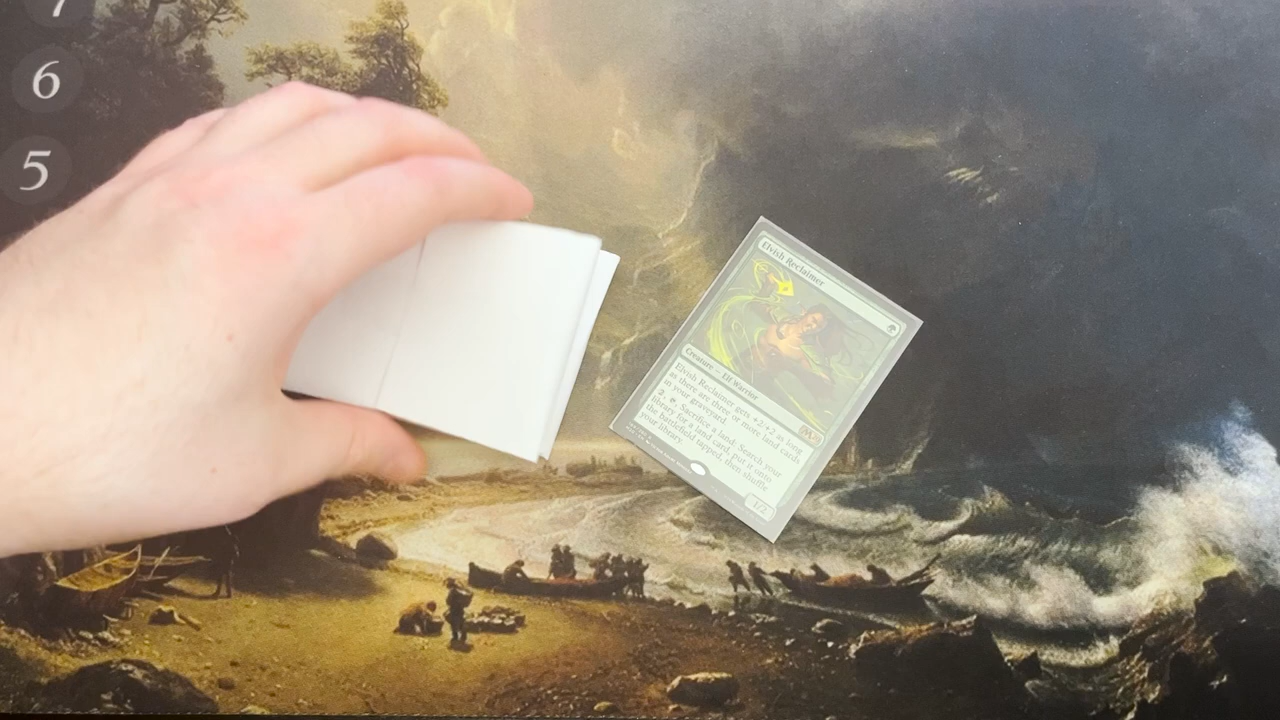 7
6
5
Elvish Reclaimer
Creature — Elf Warrior
Elvish Reclaimer gets +2/+2 as long
as there are three or more land cards
in your graveyard.
2, T, Sacrifice a land: Search your
library for a land card, put it onto
the battlefield tapped, then shuffle
your library.
1/2